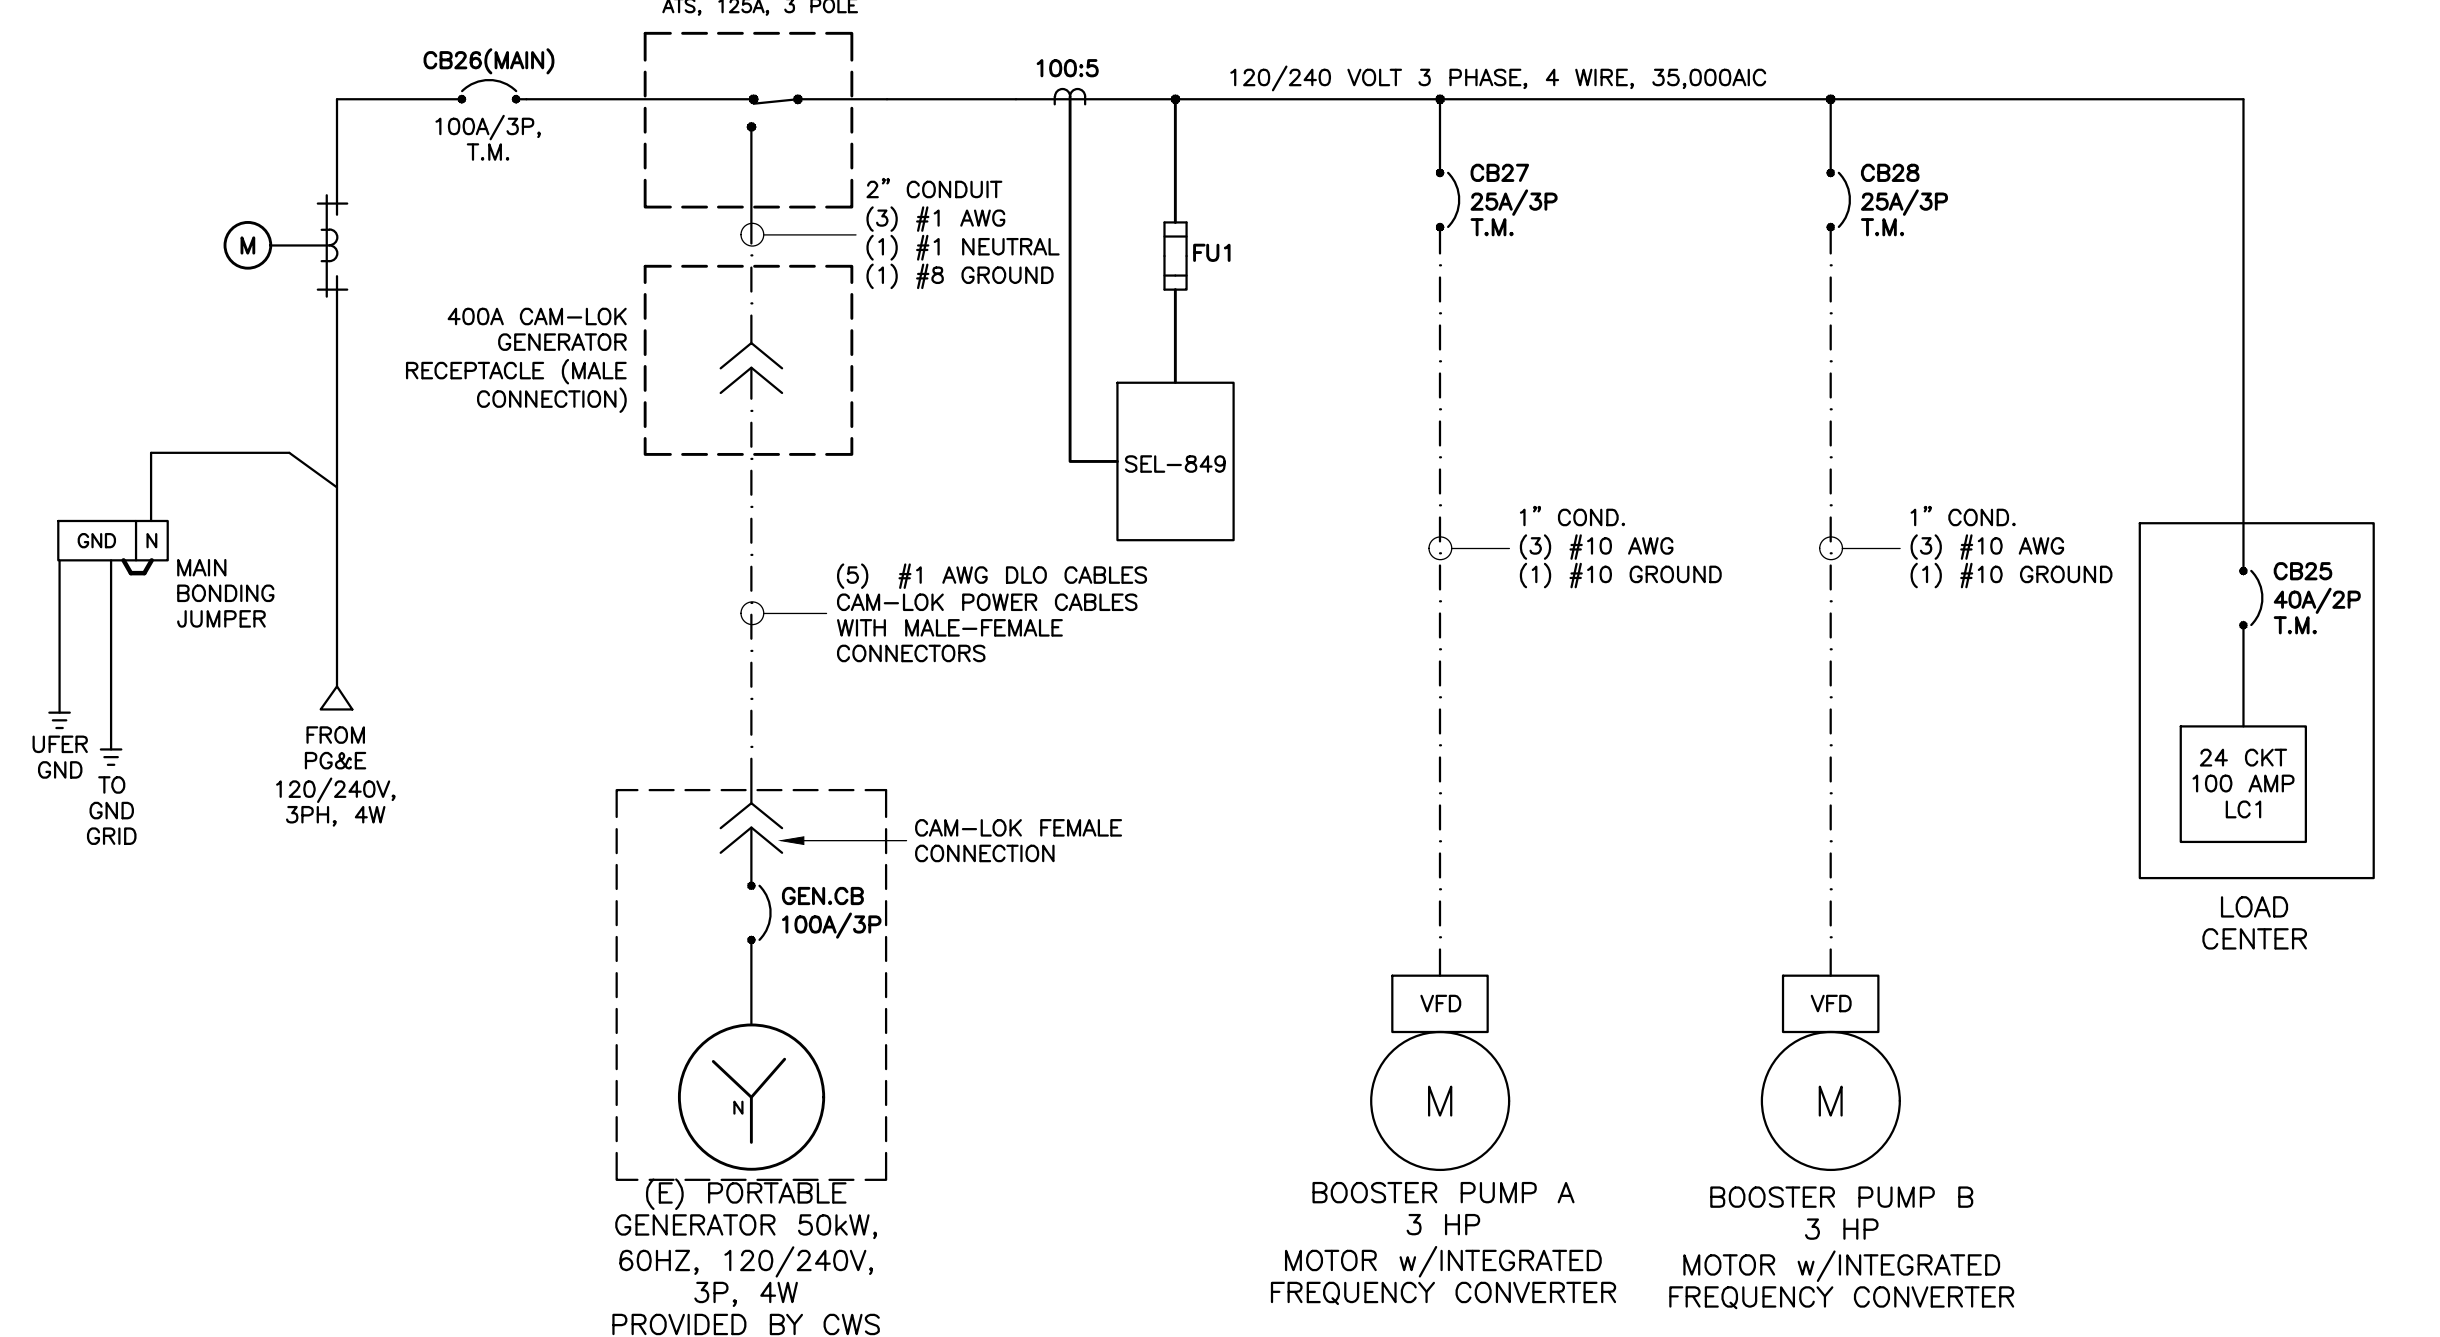 ATS, 125A, 3 POLE
CB26(MAIN)
100A/3P,
T.M.
100:5
120/240 VOLT 3 PHASE, 4 WIRE, 35,000AIC
M
2" CONDUIT
(3) #1 AWG
(1) #1 NEUTRAL
(1) #8 GROUND
FU1
CB27
25A/3P
T.M.
CB28
25A/3P
T.M.
400A CAM-LOK
GENERATOR
RECEPTACLE (MALE
CONNECTION)
SEL-849
GND N
MAIN
BONDING
JUMPER
(5) #1 AWG DLO CABLES
CAM-LOK POWER CABLES
WITH MALE-FEMALE
CONNECTORS
1" COND.
(3) #10 AWG
(1) #10 GROUND
1" COND.
(3) #10 AWG
(1) #10 GROUND
CB25
40A/2P
T.M.
UFER
GND
TO
GND
GRID
FROM
PG&E
120/240V,
3PH, 4W
24 CKT
100 AMP
LC1
LOAD
CENTER
CAM-LOK FEMALE
CONNECTION
GEN.CB
100A/3P
N
(E) PORTABLE
GENERATOR 50kW,
60HZ, 120/240V,
3P, 4W
PROVIDED BY CWS
VFD
M
BOOSTER PUMP A
3 HP
MOTOR w/INTEGRATED
FREQUENCY CONVERTER
VFD
M
BOOSTER PUMP B
3 HP
MOTOR w/INTEGRATED
FREQUENCY CONVERTER